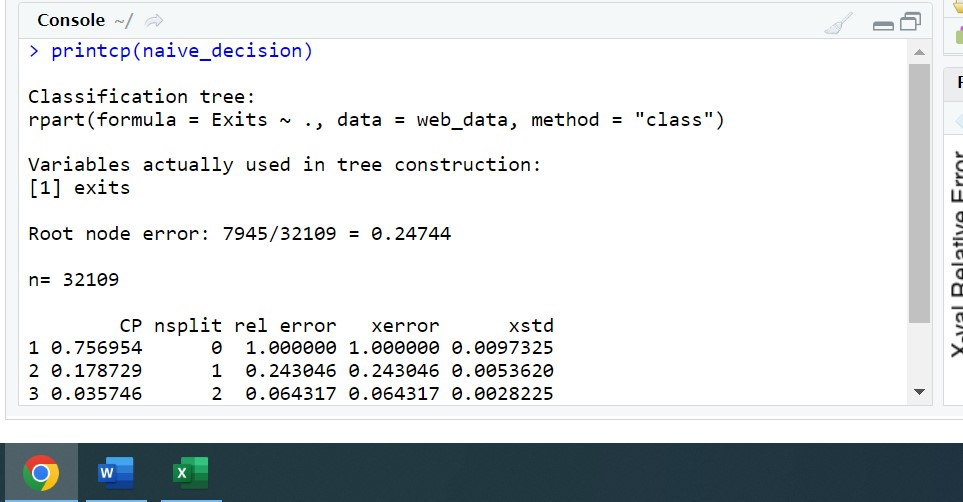 Console ~/
> printcp(naive_decision)
Classification tree:
rpart(formula = Exits ~ ., data = web_data, method = "class")
Variables actually used in tree construction:
[1] exits
Root node error: 7945/32109 = 0.24744
n= 32109
CP nsplit rel error xerror xstd
1 0.756954 0 1.000000 1.000000 0.0097325
2 0.178729 1 0.243046 0.243046 0.0053620
3 0.035746 2 0.064317 0.064317 0.0028225
X-val Relative Error
W
X